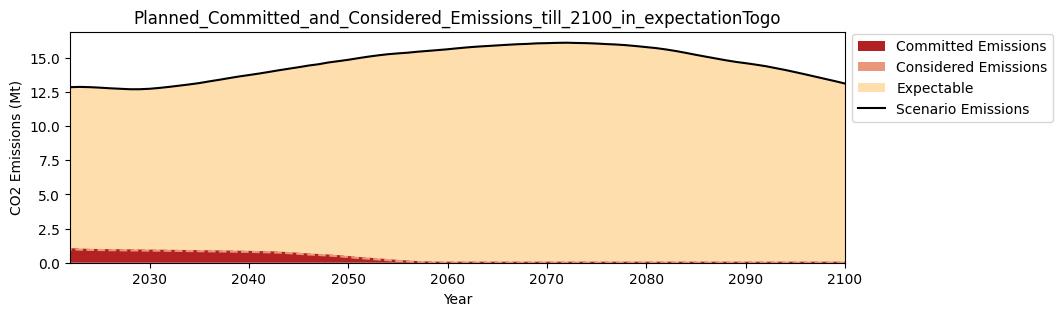 Planned_Committed_and_Considered_Emissions_till_2100_in_expectationTogo
CO2 Emissions (Mt)
15.0
12.5
10.0
7.5
5.0
2.5
0.0
2030 2040 2050 2060 2070 2080 2090 2100
Year
Committed Emissions
Considered Emissions
Expectable
Scenario Emissions